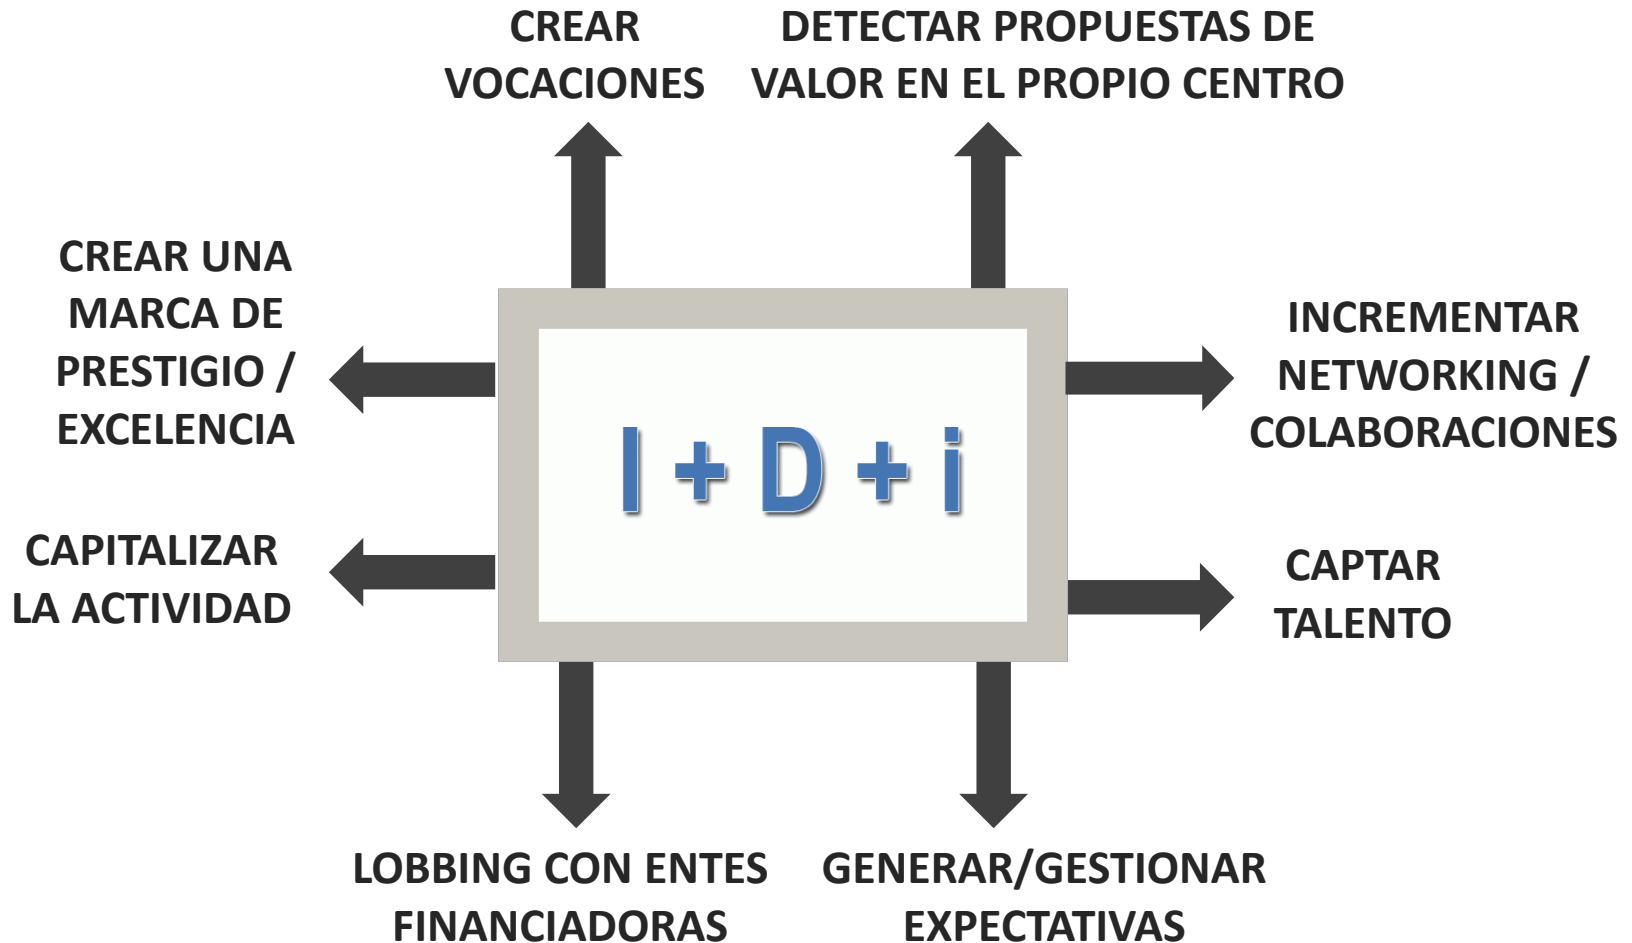 CREAR
VOCACIONES
DETECTAR PROPUESTAS DE
VALOR EN EL PROPIO CENTRO
CREAR UNA
MARCA DE
PRESTIGIO /
EXCELENCIA
INCREMENTAR
NETWORKING /
COLABORACIONES
I + D + i
CAPITALIZAR
LA ACTIVIDAD
CAPTAR
TALENTO
LOBBING CON ENTES
FINANCIADORAS
GENERAR/GESTIONAR
EXPECTATIVAS